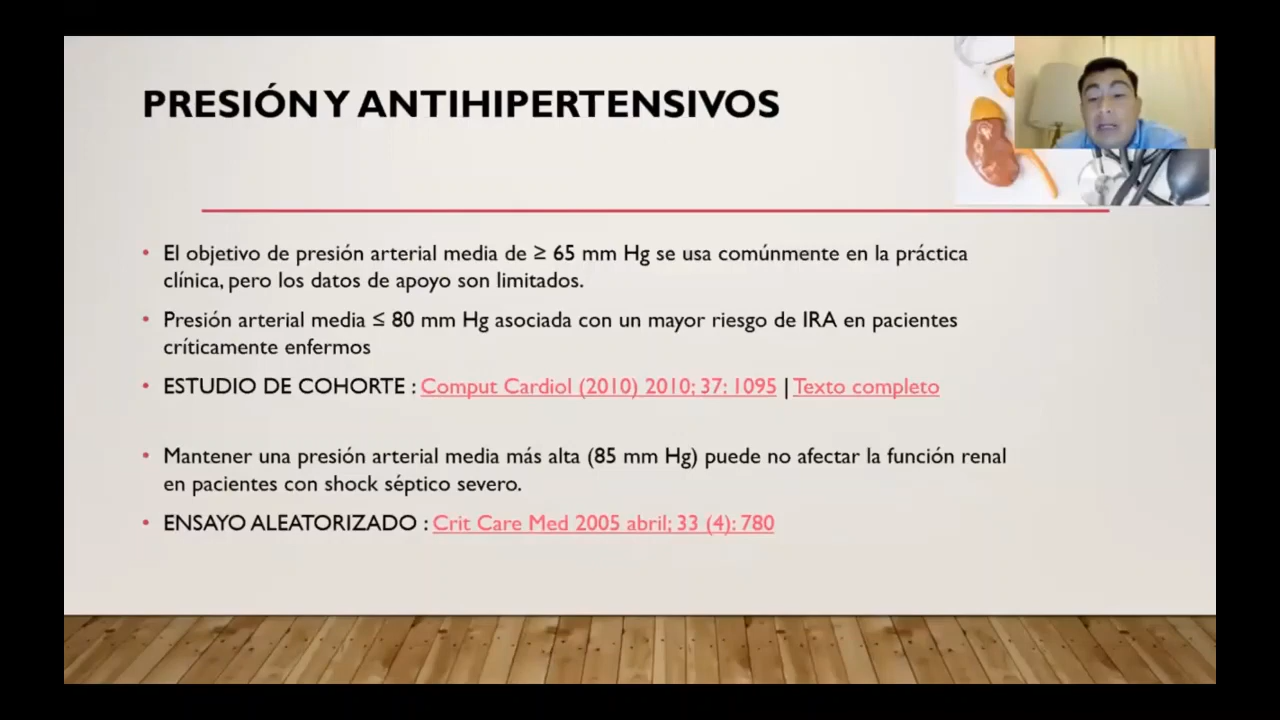 PRESIÓN Y ANTIHIPERTENSIVOS
• El objetivo de presión arterial media de ≥ 65 mm Hg se usa comúnmente en la práctica
clínica, pero los datos de apoyo son limitados.
• Presión arterial media ≤ 80 mm Hg asociada con un mayor riesgo de IRA en pacientes
críticamente enfermos
• ESTUDIO DE COHORTE : Comput Cardiol (2010) 2010; 37: 1095 | Texto completo
• Mantener una presión arterial media más alta (85 mm Hg) puede no afectar la función renal
en pacientes con shock séptico severo.
• ENSAYO ALEATORIZADO : Crit Care Med 2005 abril; 33 (4): 780